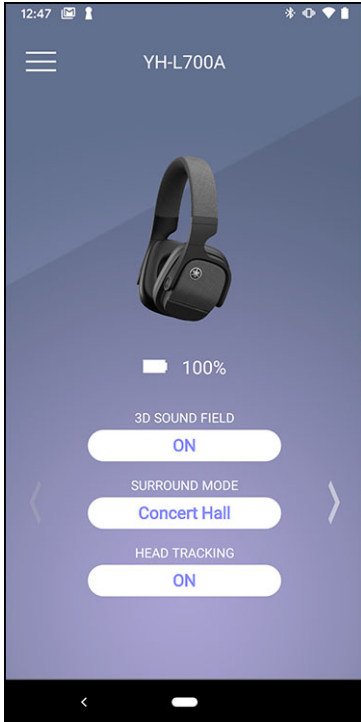 12:47
YH-L700A
100%
3D SOUND FIELD
ON
SURROUND MODE
Concert Hall
HEAD TRACKING
ON